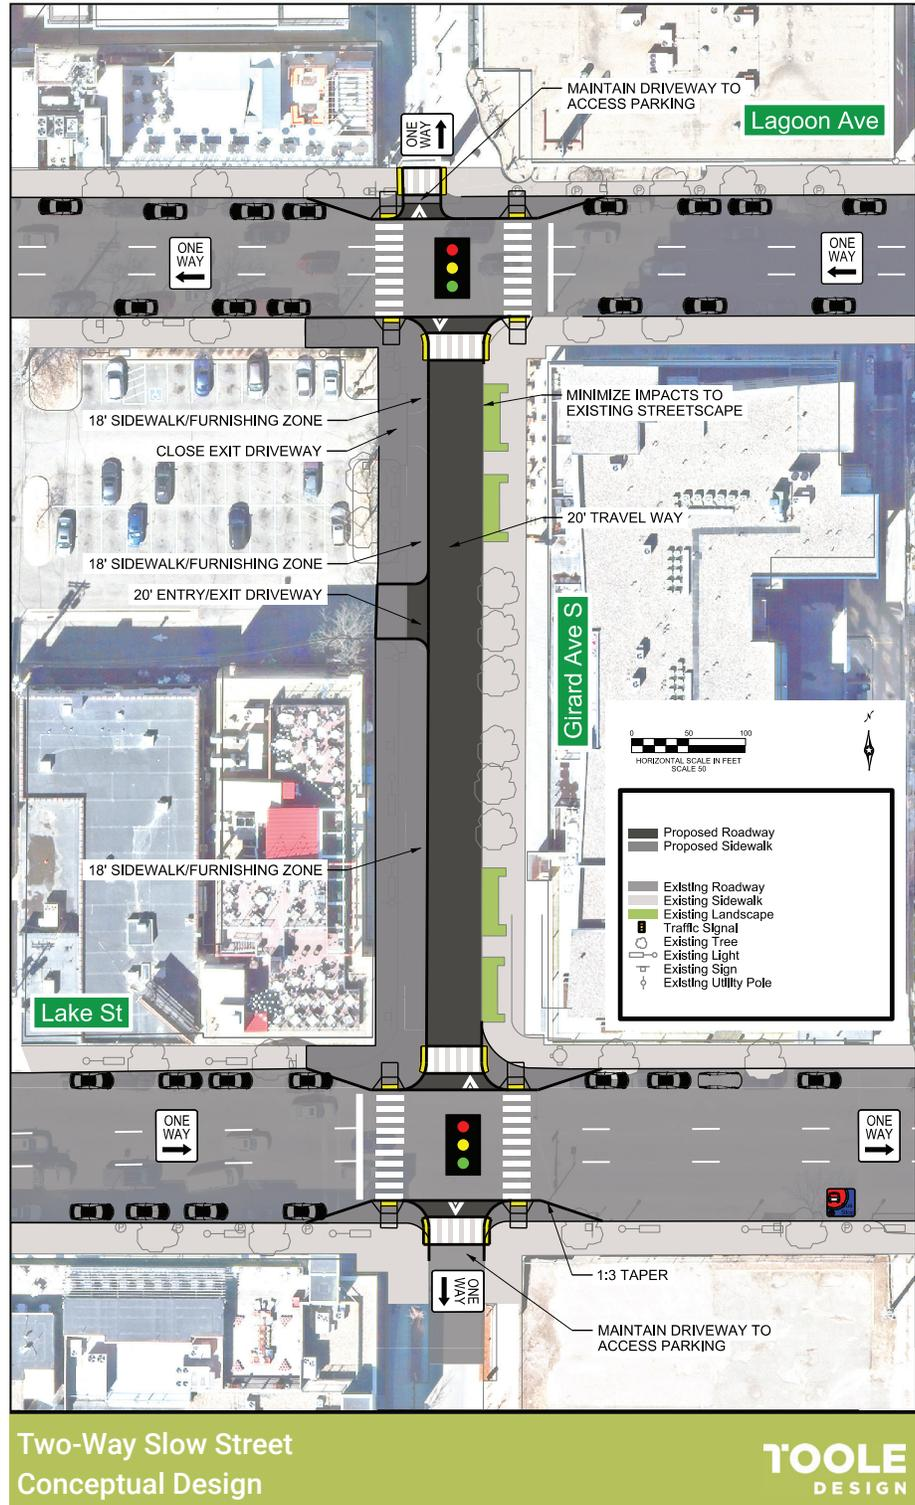 MAINTAIN DRIVEWAY TO
ACCESS PARKING
Lagoon Ave
ONE
WAY
ONE
WAY
ONE
WAY
18' SIDEWALK/FURNISHING ZONE
CLOSE EXIT DRIVEWAY
MINIMIZE IMPACTS TO
EXISTING STREETSCAPE
20' TRAVEL WAY
18' SIDEWALK/FURNISHING ZONE
20' ENTRY/EXIT DRIVEWAY
Girard Ave S
N
0 50 100
HORIZONTAL SCALE IN FEET
SCALE 50
Proposed Roadway
Proposed Sidewalk
18' SIDEWALK/FURNISHING ZONE
Existing Roadway
Existing Sidewalk
Existing Landscape
Traffic Signal
Existing Tree
Existing Light
Existing Sign
Existing Utility Pole
Lake St
ONE
WAY
ONE
WAY
1:3 TAPER
ONE
WAY
MAINTAIN DRIVEWAY TO
ACCESS PARKING
Two-Way Slow Street
Conceptual Design
TOOLE
DESIGN